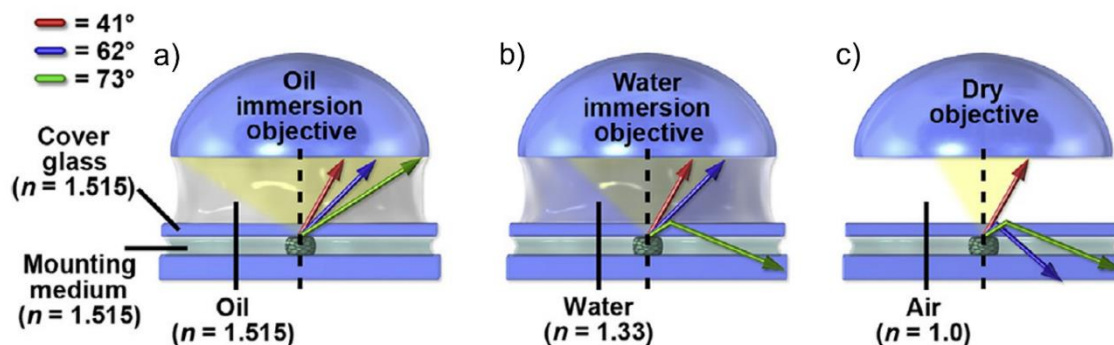 = 41°
= 62°
= 73°
a)
Oil
immersion
objective
Cover
glass
(n = 1.515)
Mounting
medium
(n = 1.515)
Oil
(n = 1.515)
b)
Water
immersion
objective
Water
(n = 1.33)
c)
Dry
objective
Air
(n = 1.0)